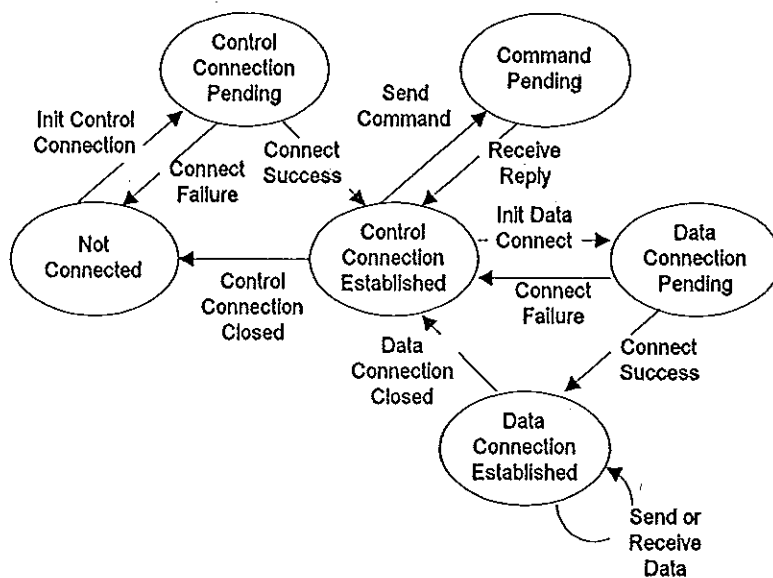 Control
Connection
Pending
Command
Pending
Send
Command
Init Control
Connection
Connect
Success
Receive
Reply
Connect
Failure
Init Data
Connect
Not
Connected
Control
Connection
Established
Data
Connection
Pending
Control
Connection
Closed
Connect
Failure
Data
Connection
Closed
Connect
Success
Data
Connection
Established
Send or
Receive
Data